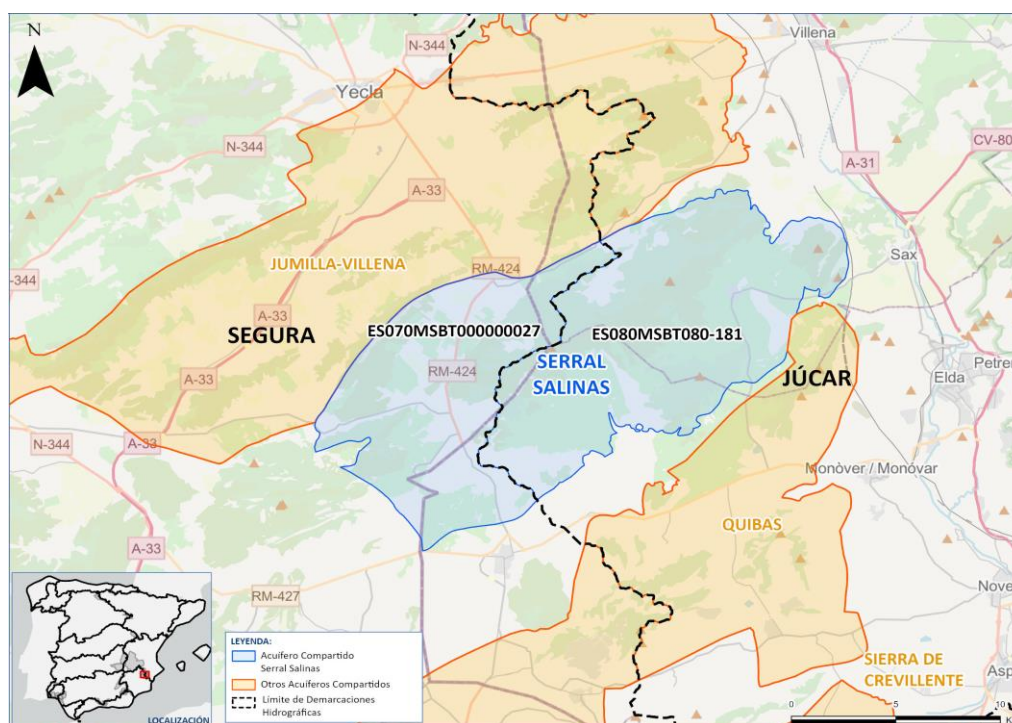 N
N-344
Villena
Yecla
N-344
CV-80
A-31
A-33
JUMILLA-VILLENA
RM-424
Sax
-344
A-33
SEGURA
ES070MSBT000000027
ES080MSBT080-181
SERRAL
SALINAS
JÚCAR
Petrer
Elda
RM-424
A-33
N-344
A-33
Monòver / Monóvar
QUIBAS
A-33
RM-427
Nove
SIERRA DE
CREVILLENTE
Asp
LEYENDA:
Acuífero Compartido
Serral Salinas
Otros Acuíferos Compartidos
Límite de Demarcaciones
Hidrográficas
LOCALIZACIÓN
0 5 10
K